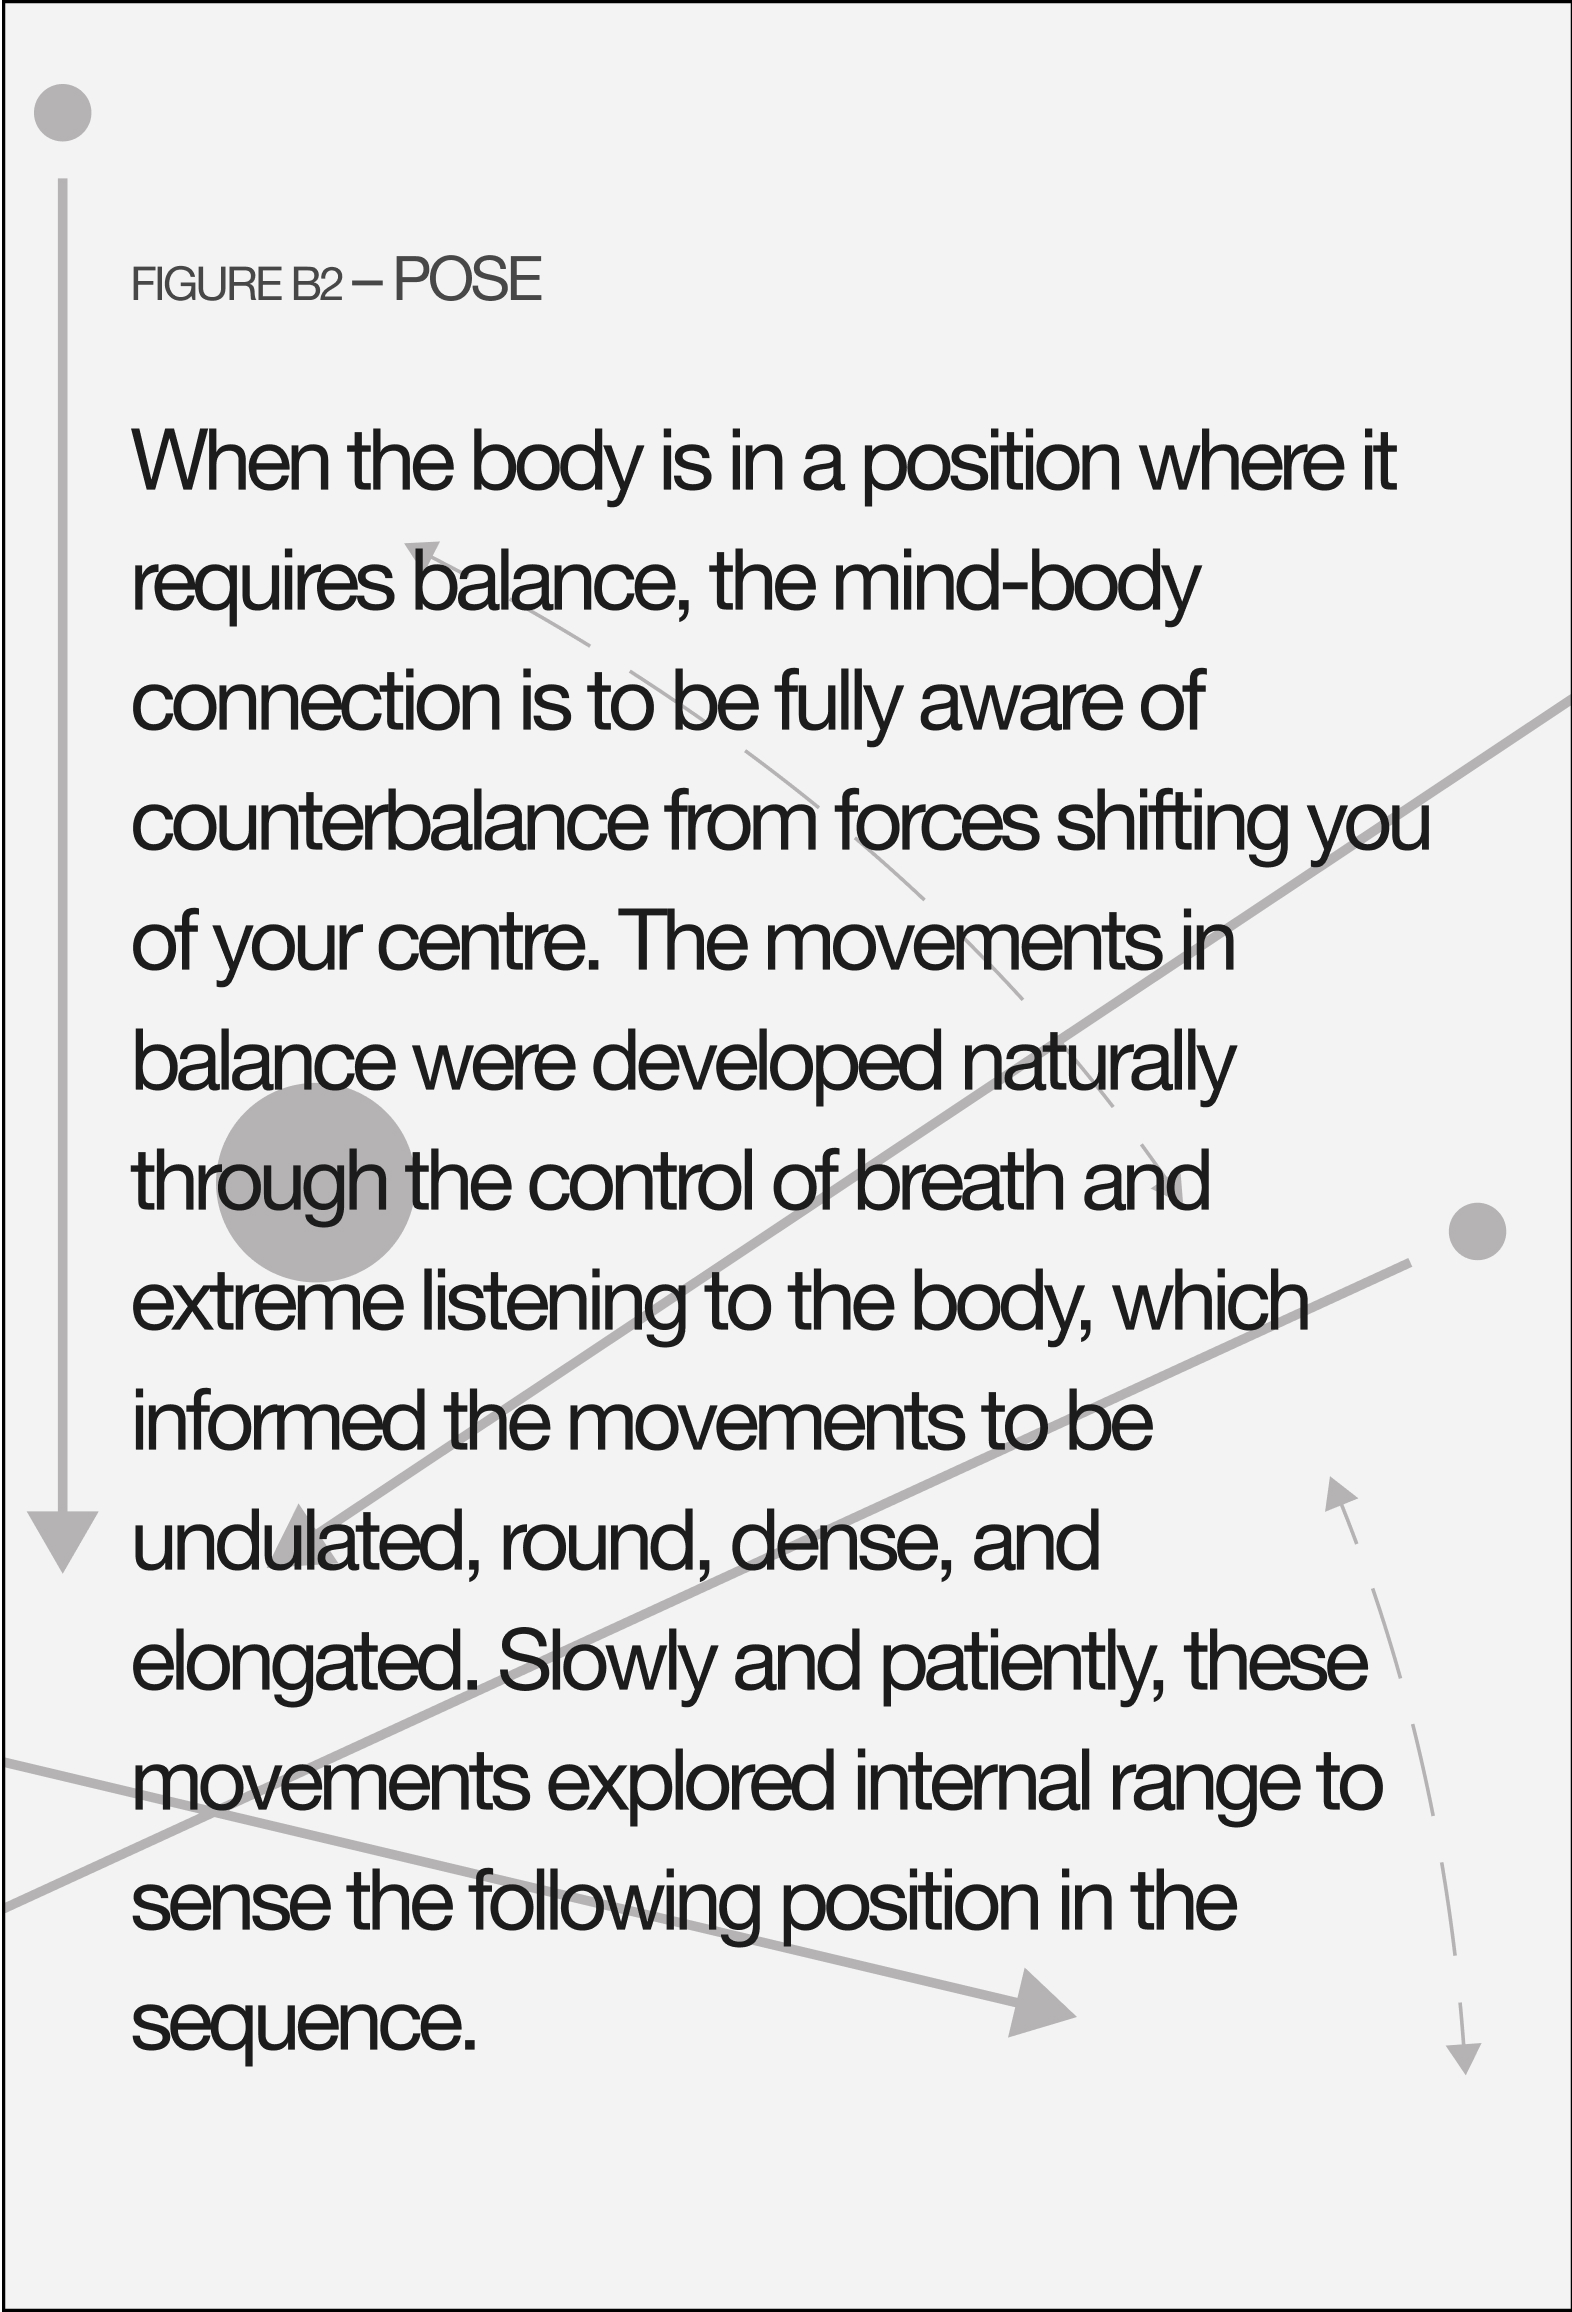 FIGURE B2 – POSE
When the body is in a position where it
requires balance, the mind-body
connection is to be fully aware of
counterbalance from forces shifting you
of your centre. The movements in
balance were developed naturally
through the control of breath and
extreme listening to the body, which
informed the movements to be
undulated, round, dense, and
elongated. Slowly and patiently, these
movements explored internal range to
sense the following position in the
sequence.